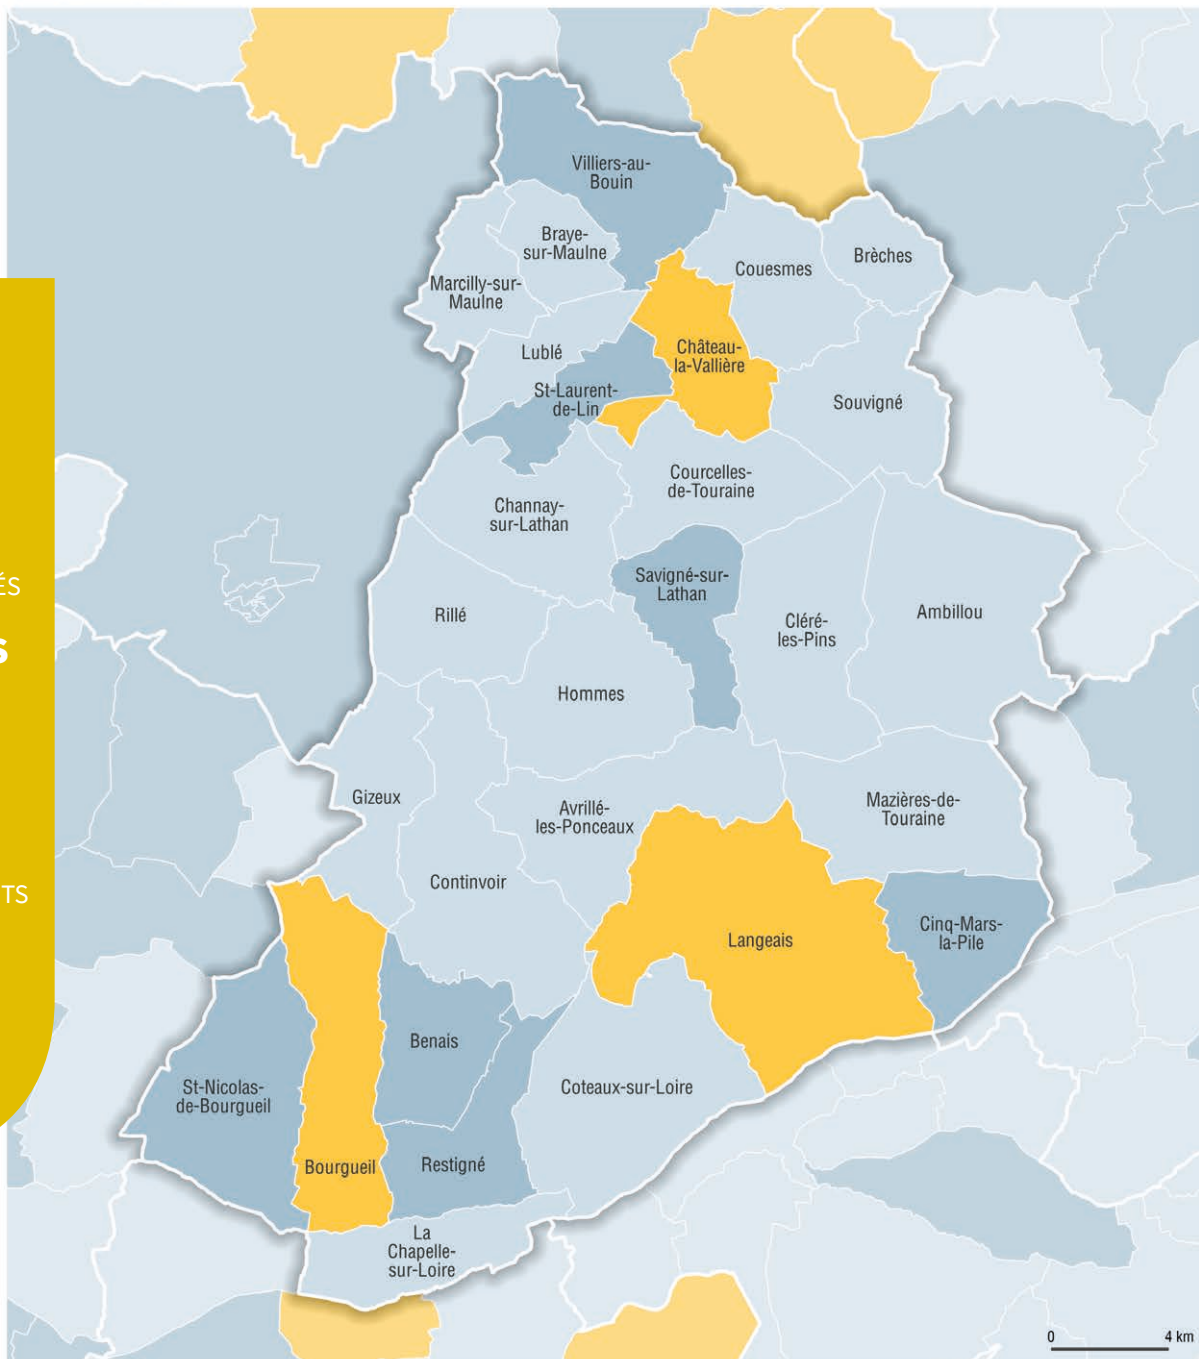 Villiers-au-
Bouin
Braye-
sur-Maulne
Brèches
Couesmes
Marcilly-sur-
Maulne
Lublé
Château-
la-Vallière
St-Laurent-
de-Lin
Souvigné
Courcelles-
de-Touraine
Channay-
sur-Lathan
Savigné-sur-
Lathan
ÉS
s
Rillé
Cléré-
les-Pins
Ambillou
Hommes
Gizeux
Avrillé-
les-Ponceaux
Mazières-de-
Touraine
Continvoir
TS
Langeais
Cinq-Mars-
la-Pile
Benais
St-Nicolas-
de-Bourgueil
Coteaux-sur-Loire
Bourgueil
Restigné
La
Chapelle-
sur-Loire
0 4 km